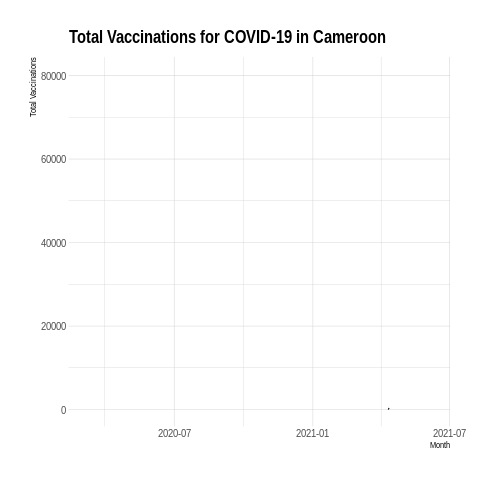 Total Vaccinations for COVID-19 in Cameroon
Total Vaccinations
80000
60000
40000
20000
0
2020-07
2021-01
2021-07
Month